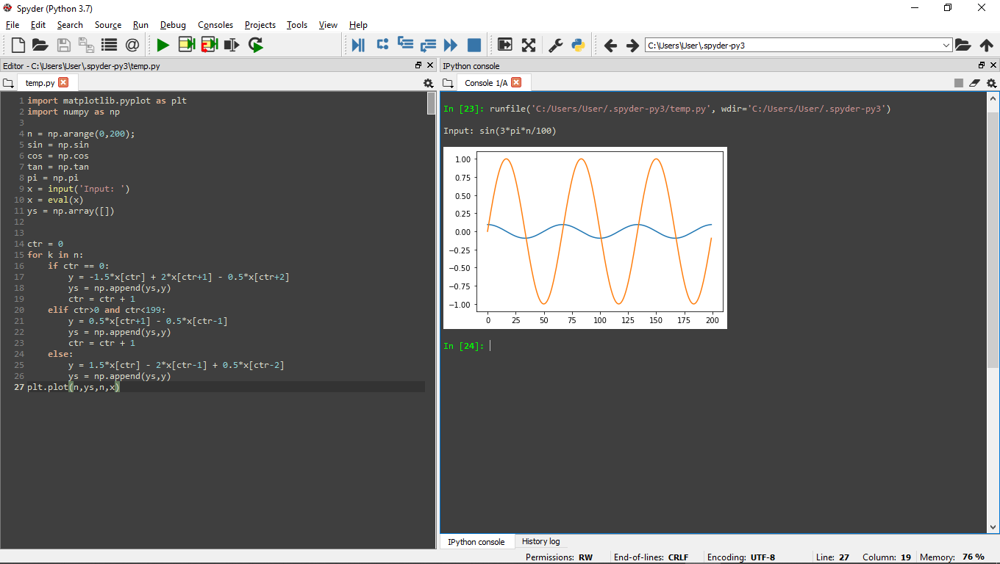 Spyder (Python 3.7)
File Edit Search Source Run Debug Consoles Projects Tools View Help
C:\Users\User\.spyder-py3
Editor - C:\Users\User\.spyder-py3\temp.py
temp.py
1 import matplotlib.pyplot as plt
2 import numpy as np
3
4 n = np.arange(0,200);
5 sin = np.sin
6 cos = np.cos
7 tan = np.tan
8 pi = np.pi
9 x = input('Input: ')
10 x = eval(x)
11 ys = np.array([])
12
13
14 ctr = 0
15 for k in n:
16     if ctr == 0:
17         y = -1.5*x[ctr] + 2*x[ctr+1] - 0.5*x[ctr+2]
18         ys = np.append(ys,y)
19         ctr = ctr + 1
20     elif ctr>0 and ctr<199:
21         y = 0.5*x[ctr+1] - 0.5*x[ctr-1]
22         ys = np.append(ys,y)
23         ctr = ctr + 1
24     else:
25         y = 1.5*x[ctr] - 2*x[ctr-1] + 0.5*x[ctr-2]
26         ys = np.append(ys,y)
27 plt.plot(n,ys,n,x)
IPython console
Console 1/A
In [23]: runfile('C:/Users/User/.spyder-py3/temp.py', wdir='C:/Users/User/.spyder-py3')
Input: sin(3*pi*n/100)
1.00
0.75
0.50
0.25
0.00
−0.25
−0.50
−0.75
−1.00
0 25 50 75 100 125 150 175 200
In [24]:
IPython console History log
Permissions: RW End-of-lines: CRLF Encoding: UTF-8 Line: 27 Column: 19 Memory: 76 %